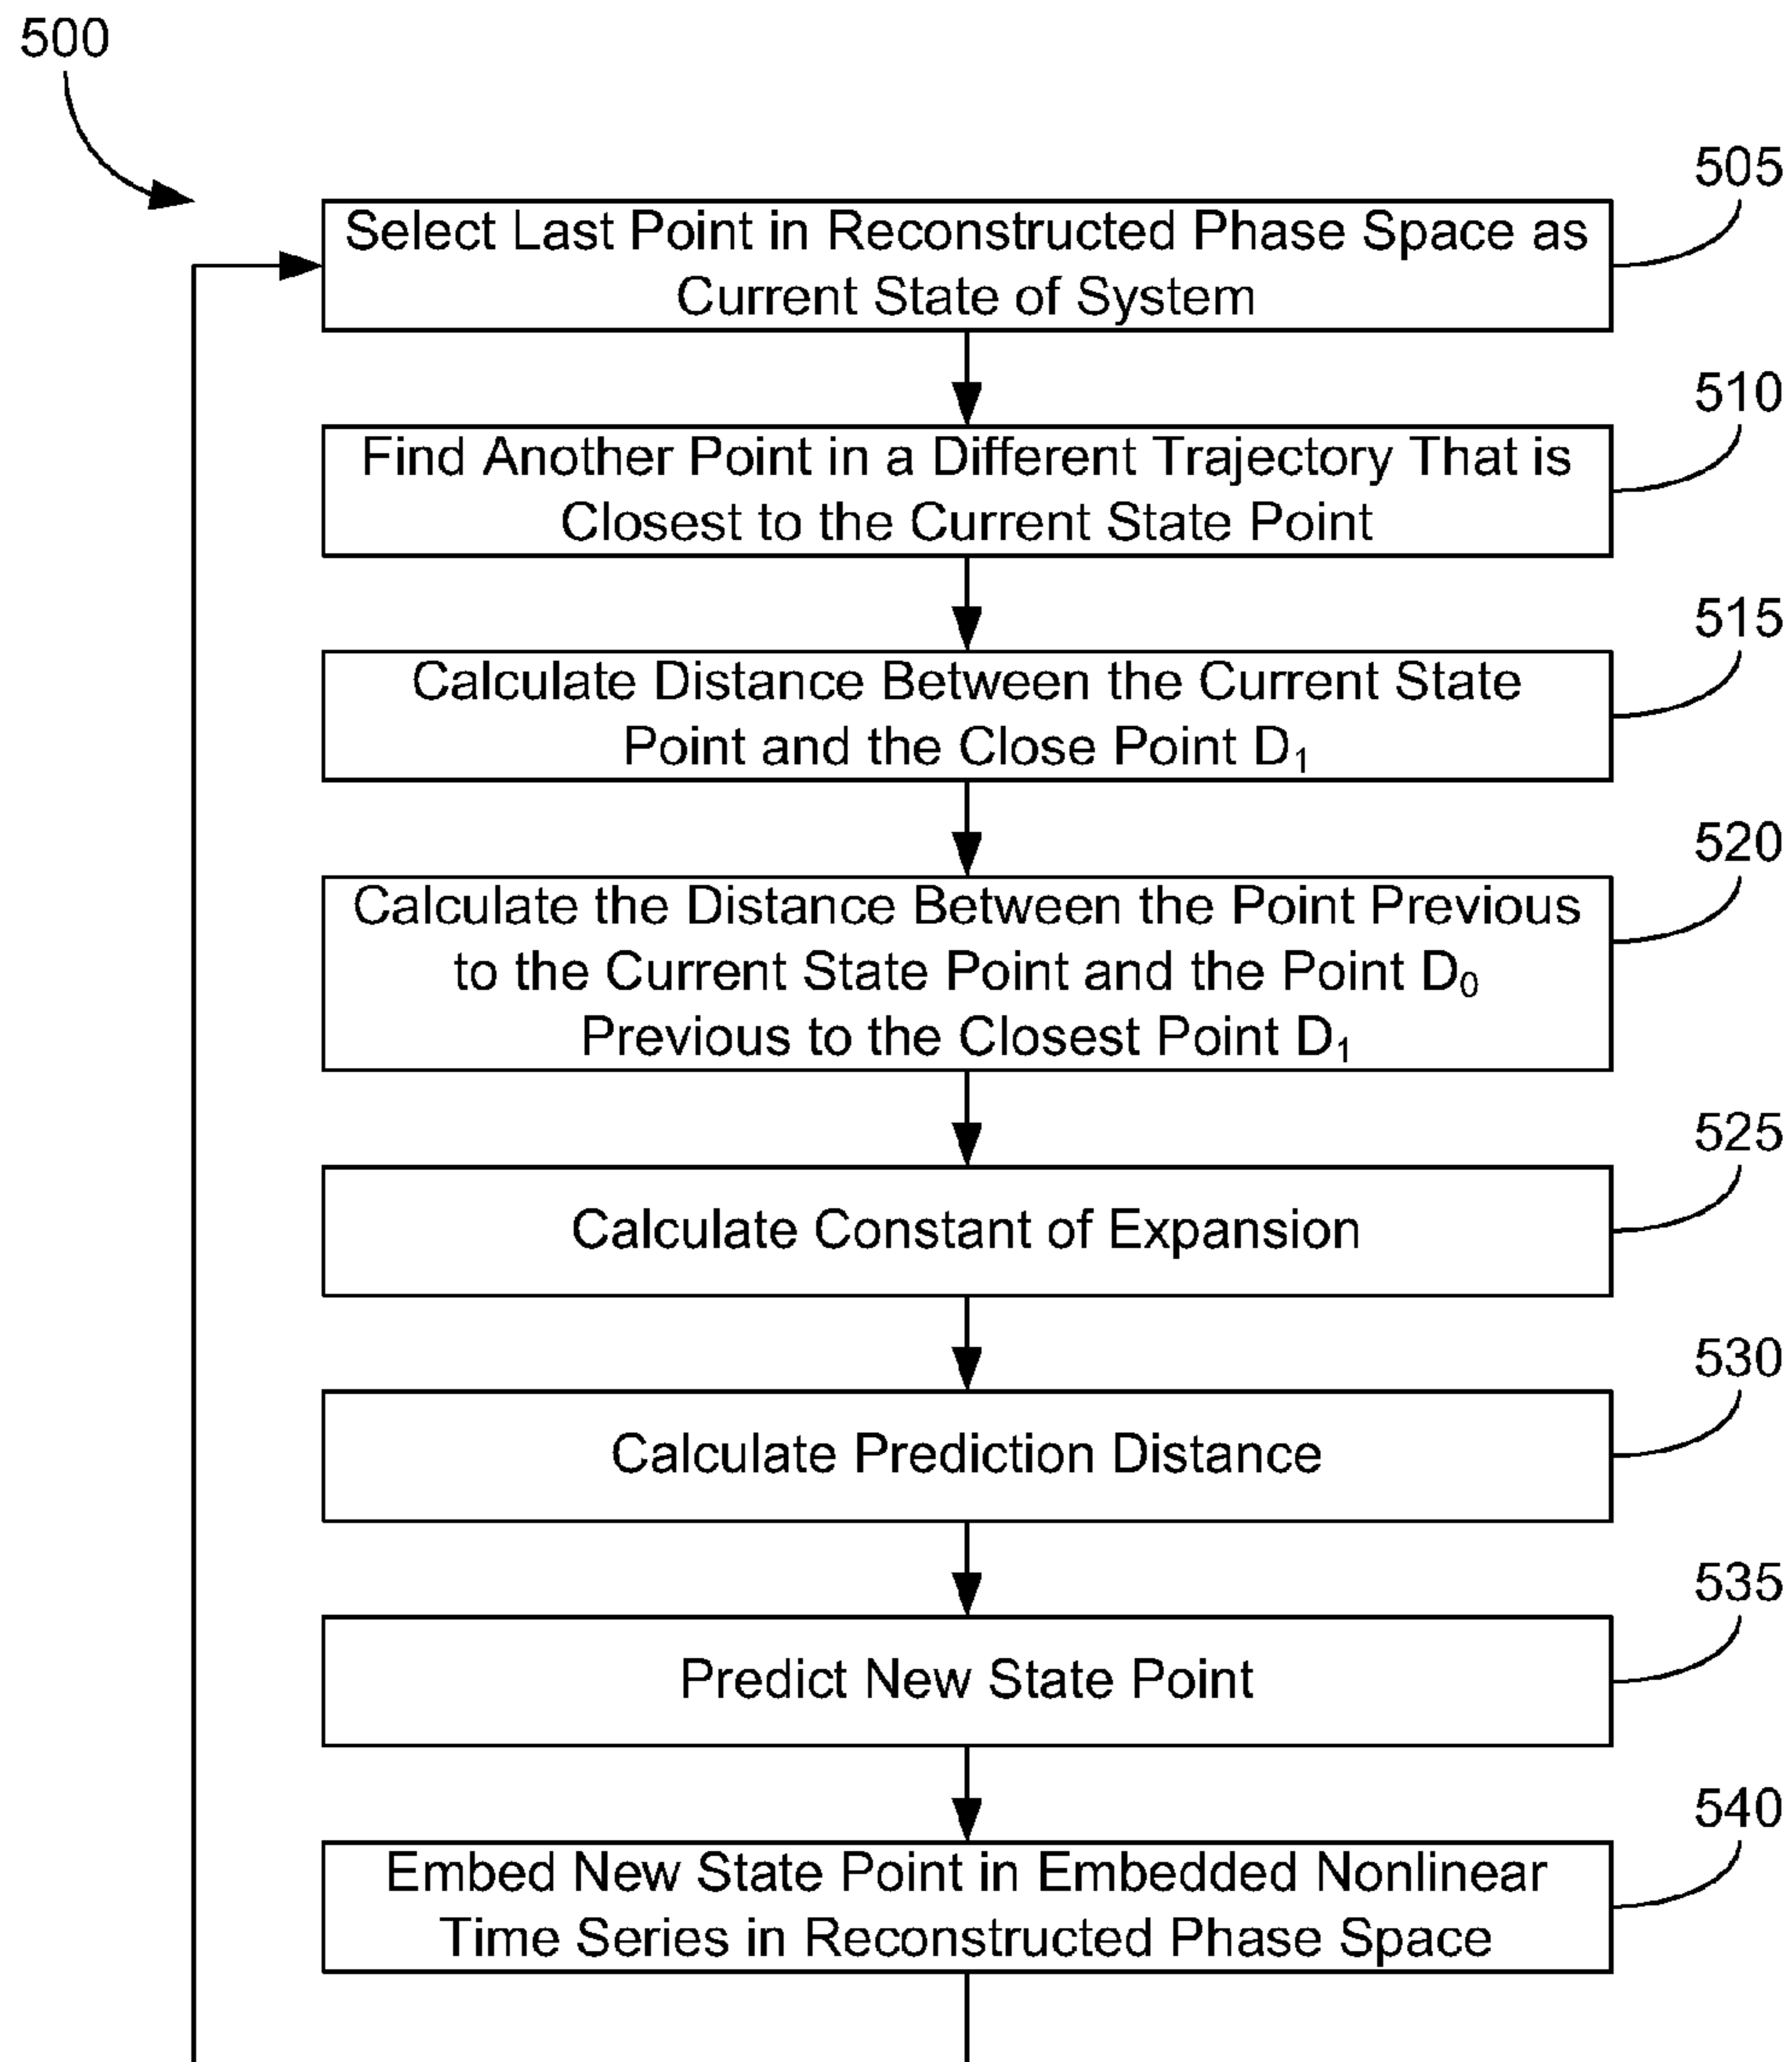 500
505
Select Last Point in Reconstructed Phase Space as
Current State of System
510
Find Another Point in a Different Trajectory That is
Closest to the Current State Point
515
Calculate Distance Between the Current State
Point and the Close Point D₁
520
Calculate the Distance Between the Point Previous
to the Current State Point and the Point D₀
Previous to the Closest Point D₁
525
Calculate Constant of Expansion
530
Calculate Prediction Distance
535
Predict New State Point
540
Embed New State Point in Embedded Nonlinear
Time Series in Reconstructed Phase Space